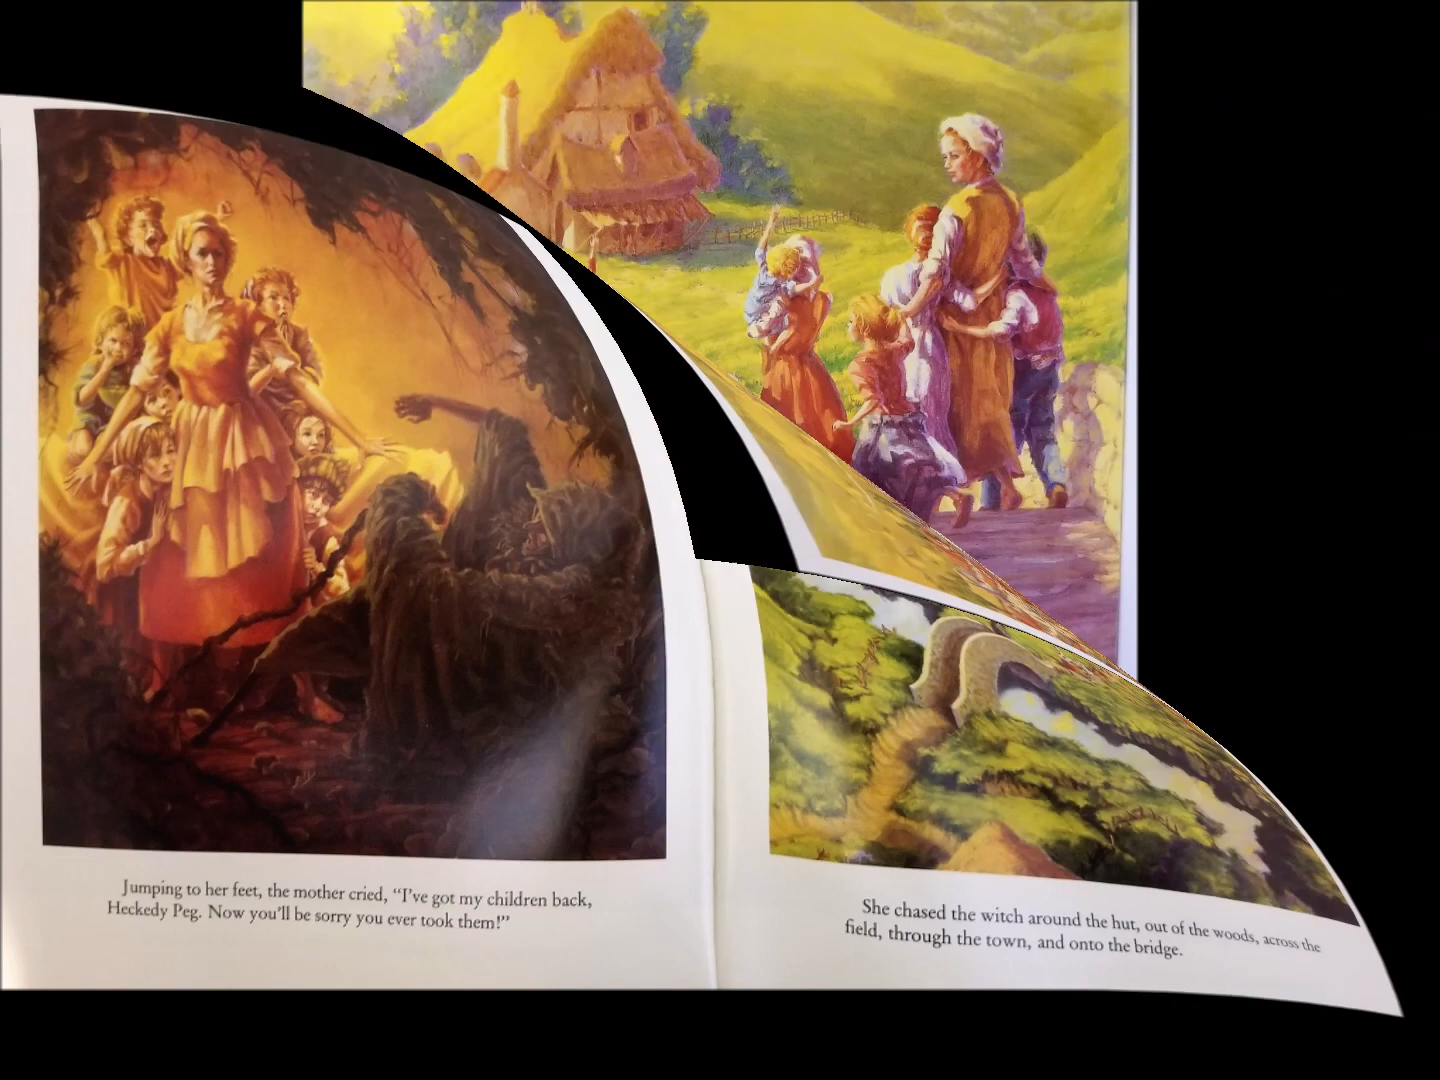 Jumping to her feet, the mother cried, “I’ve got my children back,
Heckedy Peg. Now you’ll be sorry you ever took them!”
She chased the witch around the hut, out of the woods, across the
field, through the town, and onto the bridge.